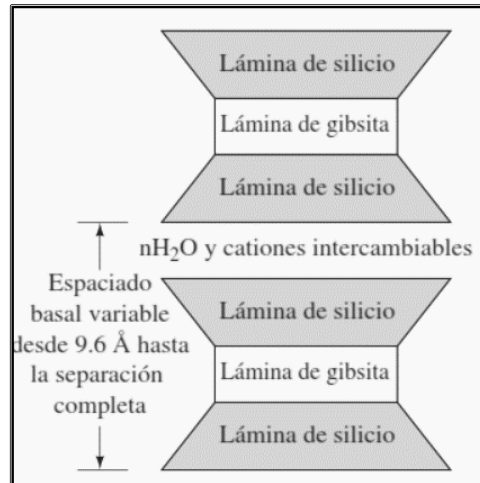 Lámina de silicio
Lámina de gibsita
Lámina de silicio
nH₂O y cationes intercambiables
Espaciado
basal variable
desde 9.6 Å hasta
la separación
completa
Lámina de silicio
Lámina de gibsita
Lámina de silicio